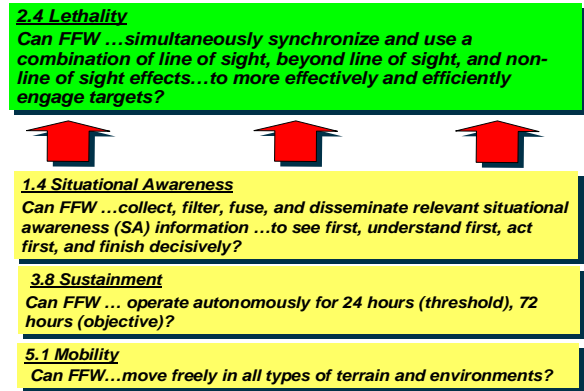 2.4 Lethality
Can FFW …simultaneously synchronize and use a
combination of line of sight, beyond line of sight, and non-
line of sight effects…to more effectively and efficiently
engage targets?
1.4 Situational Awareness
Can FFW …collect, filter, fuse, and disseminate relevant situational
awareness (SA) information …to see first, understand first, act
first, and finish decisively?
3.8 Sustainment
Can FFW … operate autonomously for 24 hours (threshold), 72
hours (objective)?
5.1 Mobility
Can FFW…move freely in all types of terrain and environments?